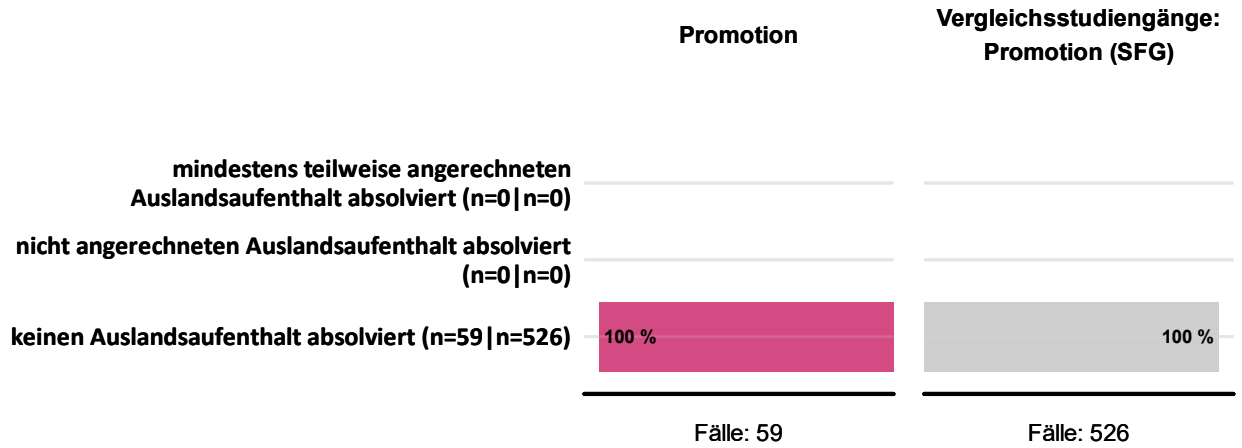 Promotion
Vergleichsstudiengänge:
Promotion (SFG)
mindestens teilweise angerechneten
Auslandsaufenthalt absolviert (n=0|n=0)
nicht angerechneten Auslandsaufenthalt absolviert
(n=0|n=0)
keinen Auslandsaufenthalt absolviert (n=59|n=526)
100 %
100 %
Fälle: 59
Fälle: 526